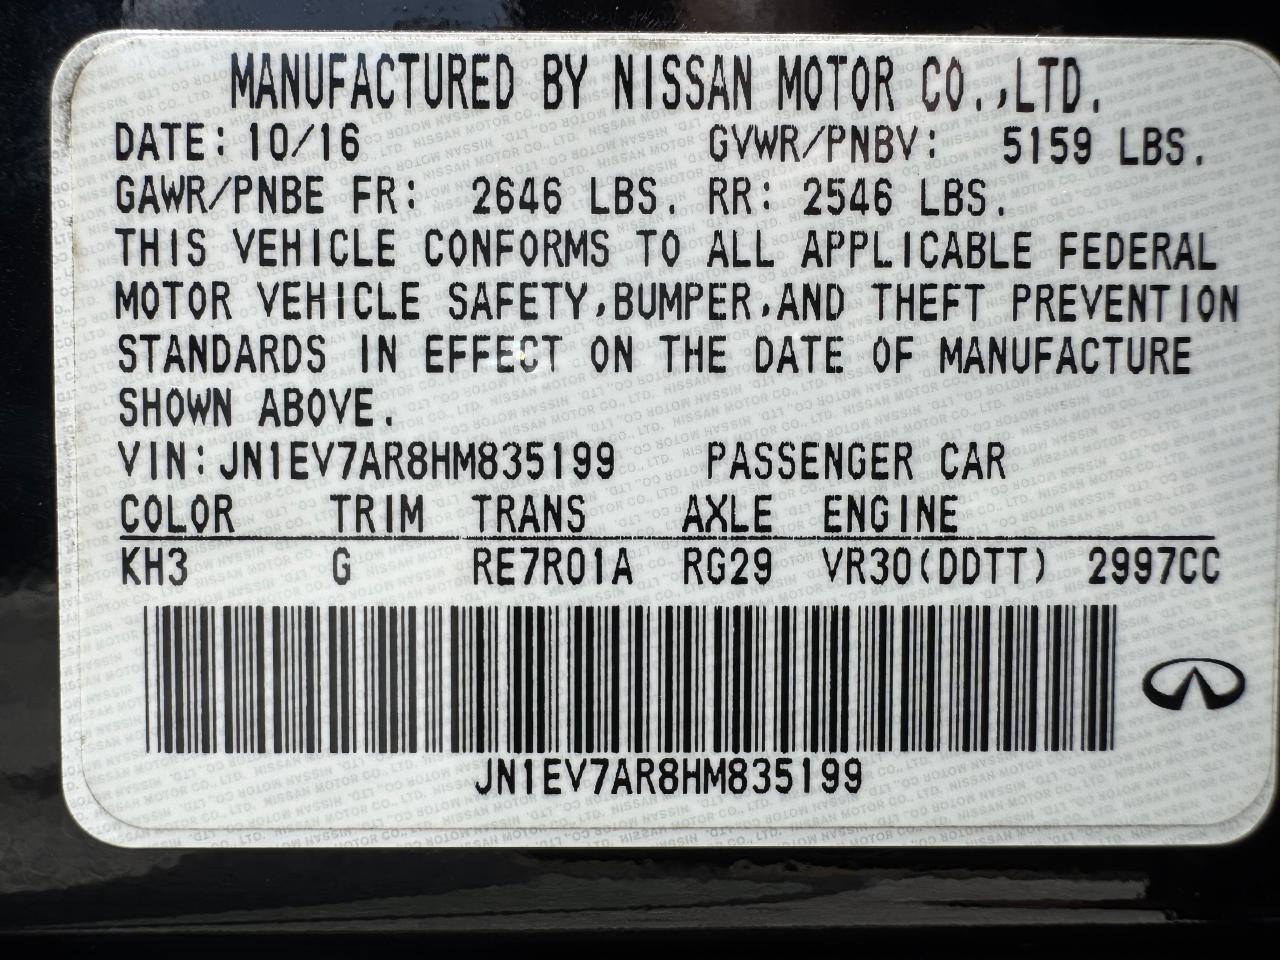 MANUFACTURED BY NISSAN MOTOR CO.,LTD.
DATE: 10/16 GVWR/PNBV: 5159 LBS.
GAWR/PNBE FR: 2646 LBS. RR: 2546 LBS.
THIS VEHICLE CONFORMS TO ALL APPLICABLE FEDERAL
MOTOR VEHICLE SAFETY,BUMPER,AND THEFT PREVENTION
STANDARDS IN EFFECT ON THE DATE OF MANUFACTURE
SHOWN ABOVE.
VIN: JN1EV7AR8HM835199 PASSENGER CAR
COLOR TRIM TRANS AXLE ENGINE
KH3 G RE7R01A RG29 VR30(DDTT) 2997CC
JN1EV7AR8HM835199